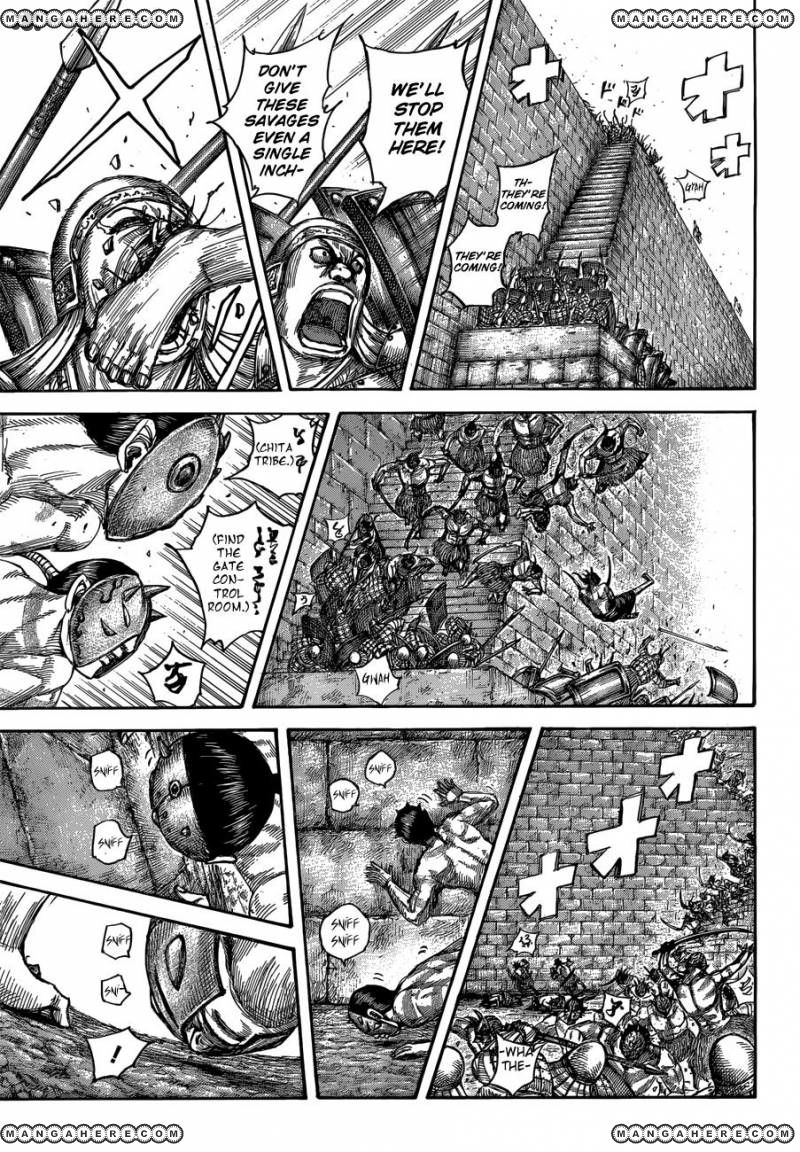 MANGAHERE.COM
MANGAHERE.COM
TH-
THEY'RE
COMING!
THEY'RE
COMING!
GYAH
WE'LL
STOP
THEM
HERE!
DON'T
GIVE
THESE
SAVAGES
EVEN A
SINGLE
INCH-
GWAH
(CHITA
TRIBE.)
(FIND
THE
GATE
CON-
TROL
ROOM.)
-WHA
THE-
SNIFF
SNIFF
SNIFF
SNIFF
SNIFF
SNIFF
SNIFF
SNI-
!
MANGAHERE.COM
MANGAHERE.COM